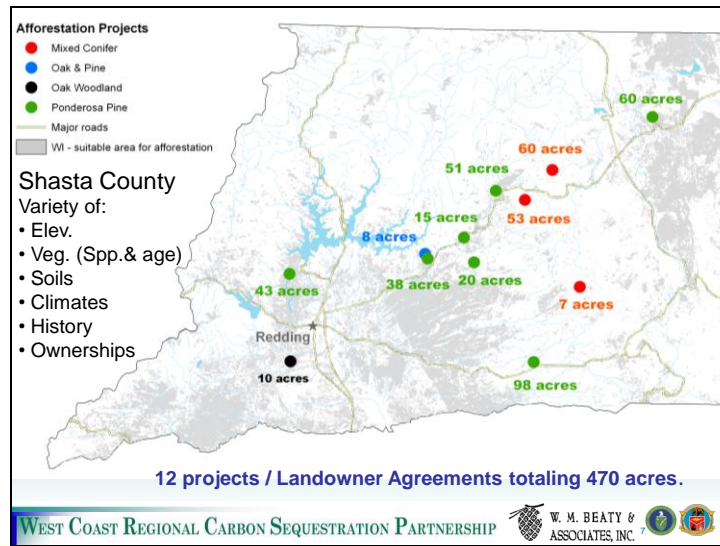 Afforestation Projects
Mixed Conifer
Oak & Pine
Oak Woodland
Ponderosa Pine
Major roads
WI - suitable area for afforestation
Shasta County
Variety of:
• Elev.
• Veg. (Spp.& age)
• Soils
• Climates
• History
• Ownerships
60 acres
60 acres
51 acres
53 acres
15 acres
8 acres
38 acres
20 acres
43 acres
7 acres
Redding
10 acres
98 acres
12 projects / Landowner Agreements totaling 470 acres.
WEST COAST REGIONAL CARBON SEQUESTRATION PARTNERSHIP
W. M. BEATY &
ASSOCIATES, INC.
7